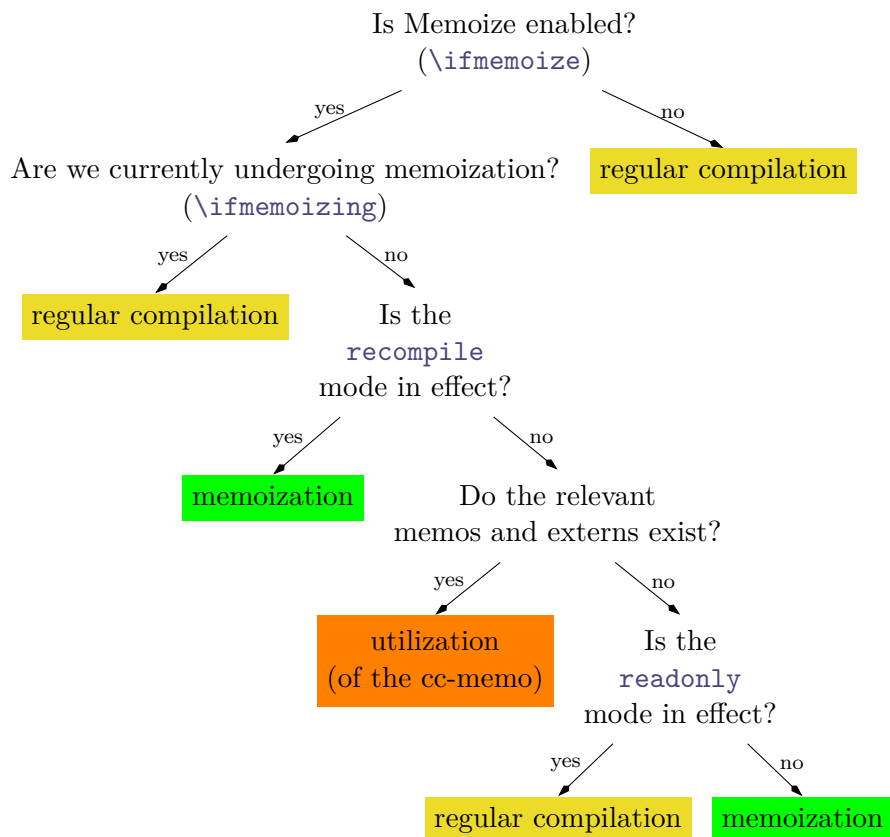 Is Memoize enabled?
(\ifmemoize)
yes
no
Are we currently undergoing memoization?
(\ifmemoizing)
regular compilation
yes
no
regular compilation
Is the
recompile
mode in effect?
yes
no
memoization
Do the relevant
memos and externs exist?
yes
no
utilization
(of the cc-memo)
Is the
readonly
mode in effect?
yes
no
regular compilation
memoization